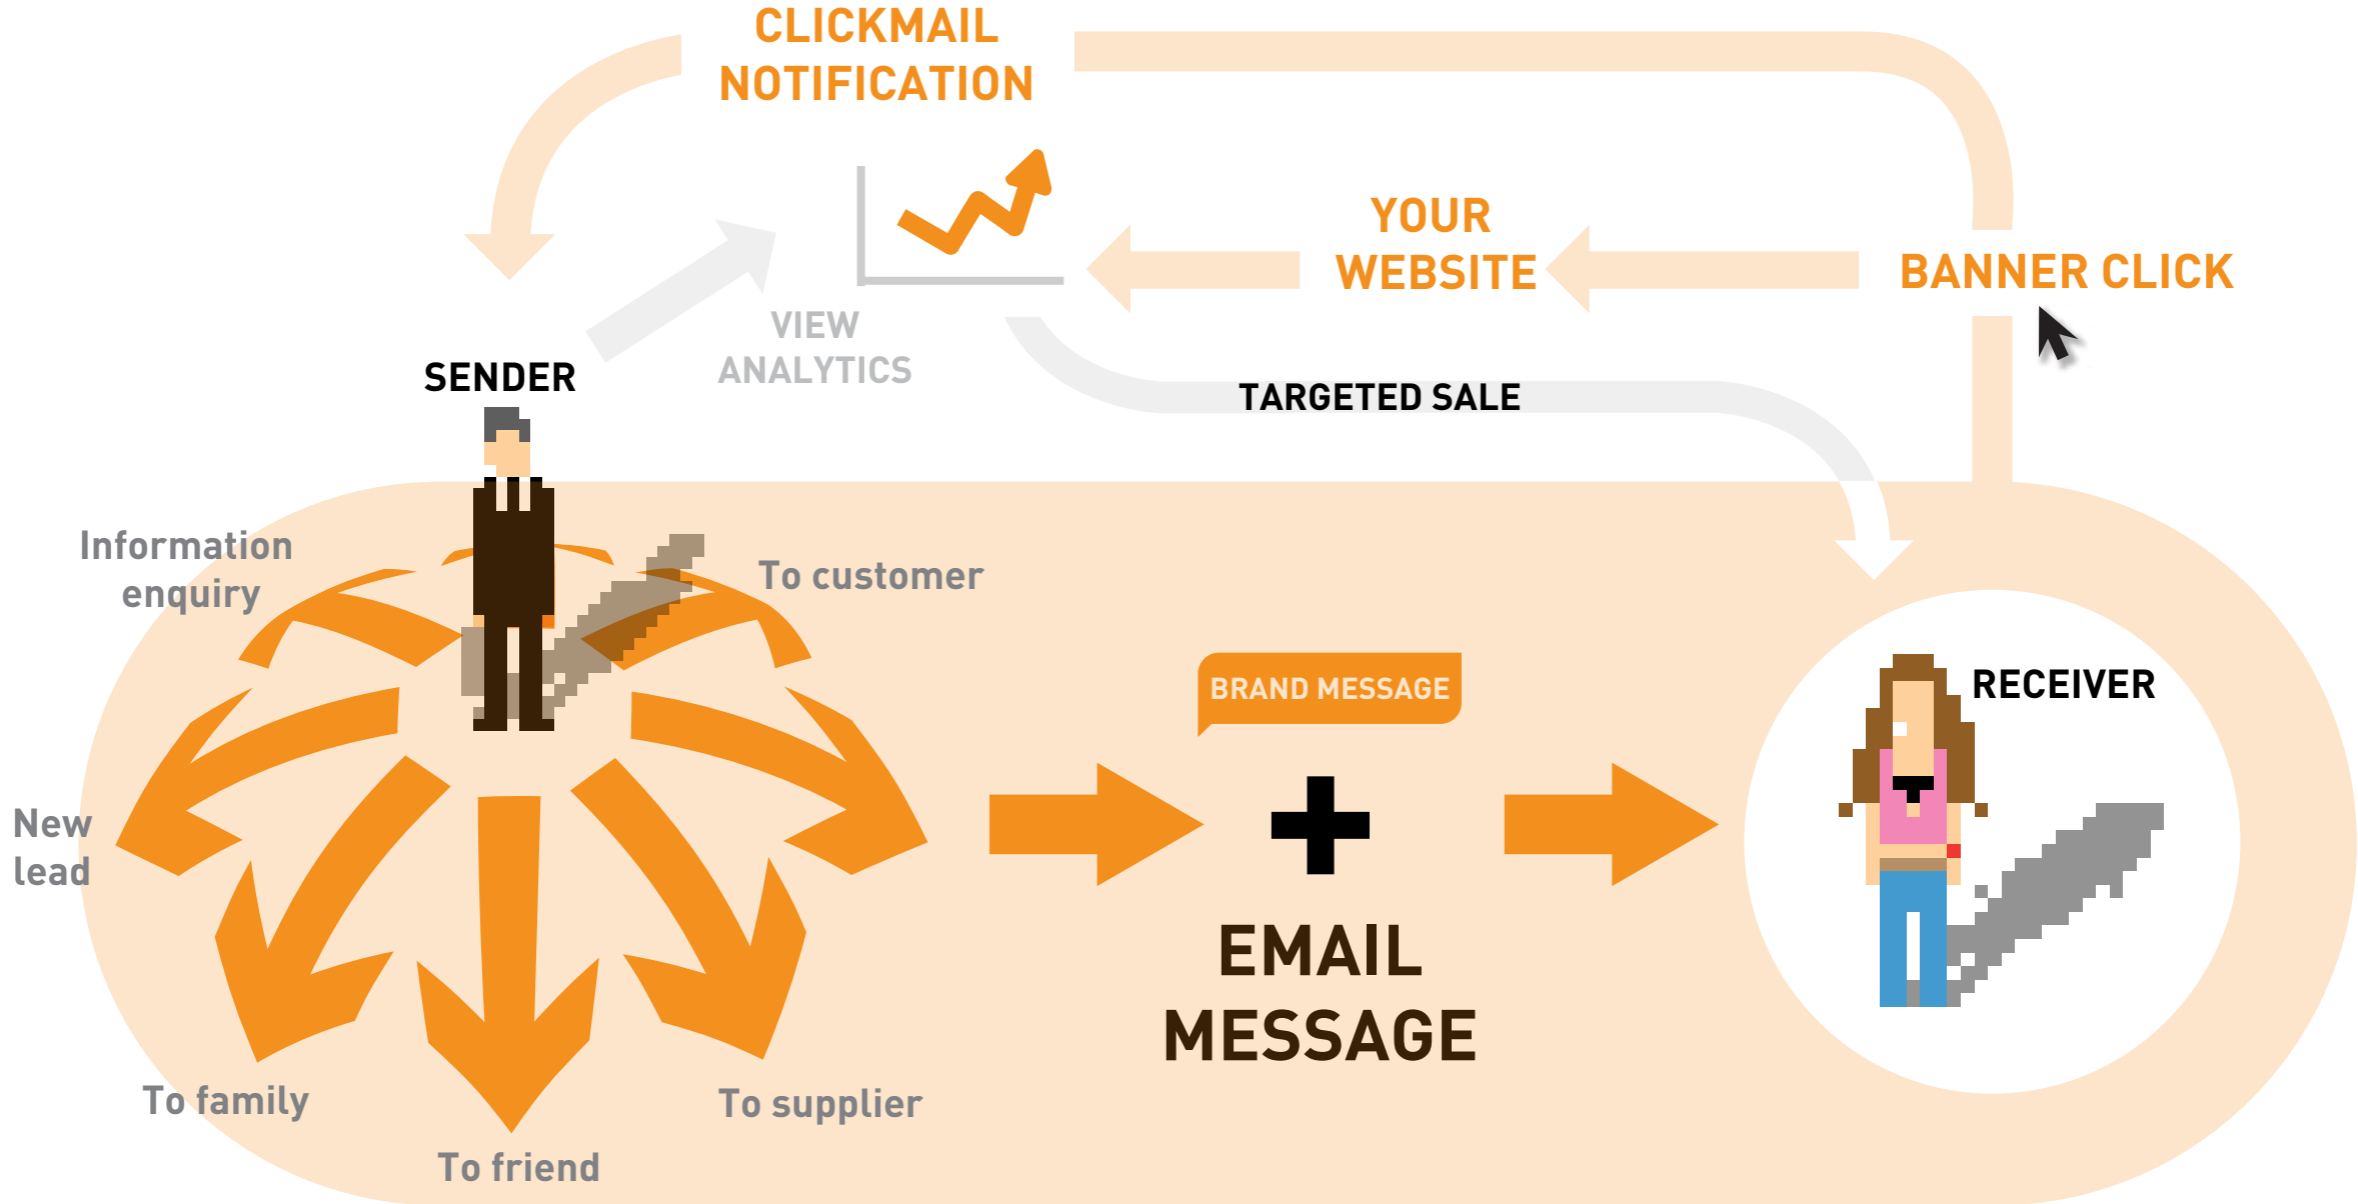 CLICKMAIL
NOTIFICATION
YOUR
WEBSITE
BANNER CLICK
VIEW
ANALYTICS
SENDER
TARGETED SALE
Information
enquiry
To customer
BRAND MESSAGE
RECEIVER
New
lead
EMAIL
MESSAGE
To family
To supplier
To friend